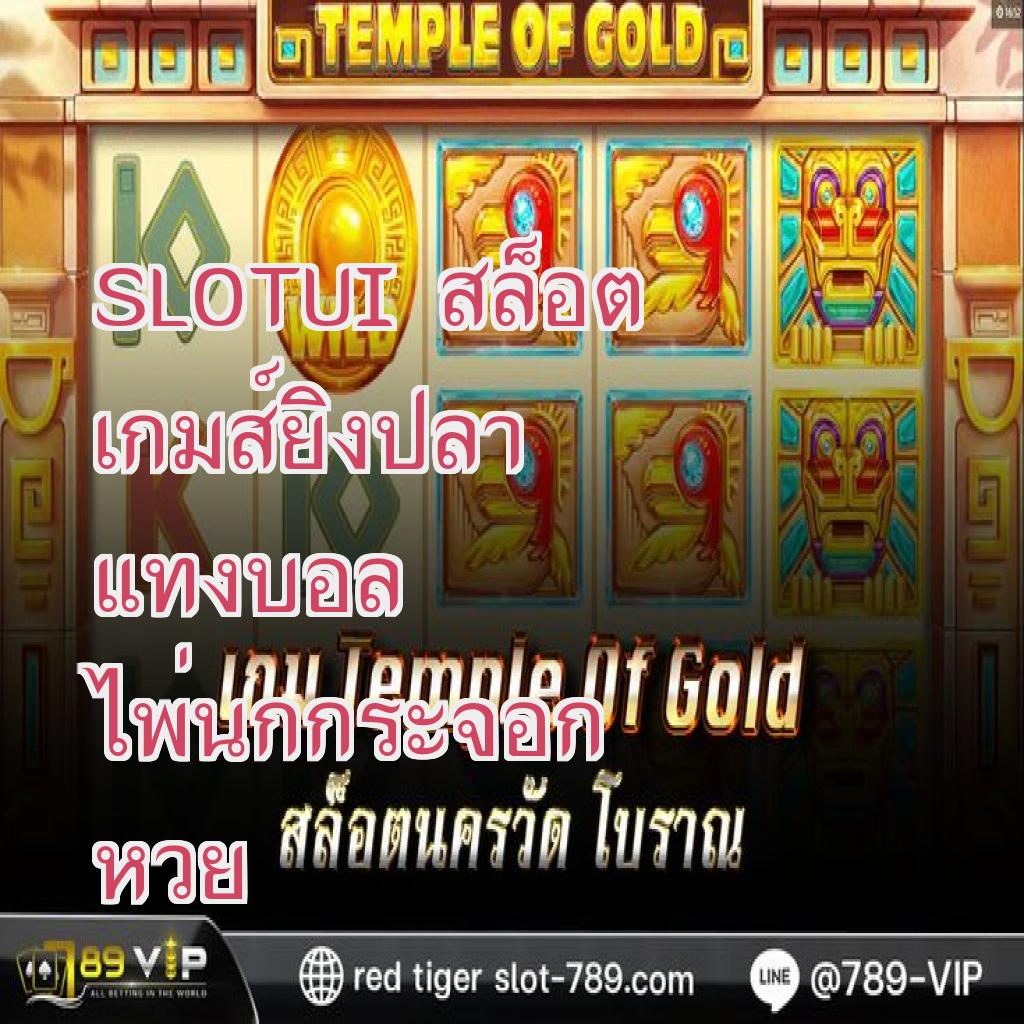 TEMPLE OF GOLD
WILD
SLOTUI สล็อต
เกมส์ยิงปลา
แทงบอล
เกม Temple Of Gold
ไพ่นกกระจอก
สล็อตนครวัด โบราณ
หวย
789 VIP
ALL BETTING IN THE WORLD
red tiger slot-789.com
LINE @789-VIP